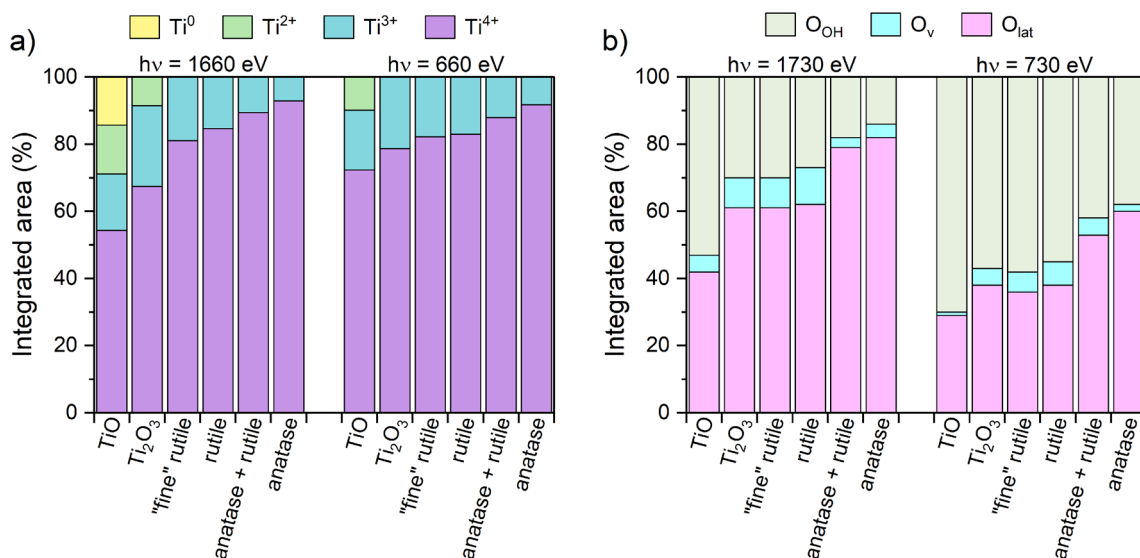 a)
Ti⁰ Ti²⁺ Ti³⁺ Ti⁴⁺
hν = 1660 eV hν = 660 eV
Integrated area (%)
100
80
60
40
20
0
TiO
Ti₂O₃
"fine" rutile
rutile
anatase + rutile
anatase
TiO
Ti₂O₃
"fine" rutile
rutile
anatase + rutile
anatase
b)
O_OH O_v O_lat
hν = 1730 eV hν = 730 eV
Integrated area (%)
100
80
60
40
20
0
TiO
Ti₂O₃
"fine" rutile
rutile
anatase + rutile
anatase
TiO
Ti₂O₃
"fine" rutile
rutile
anatase + rutile
anatase